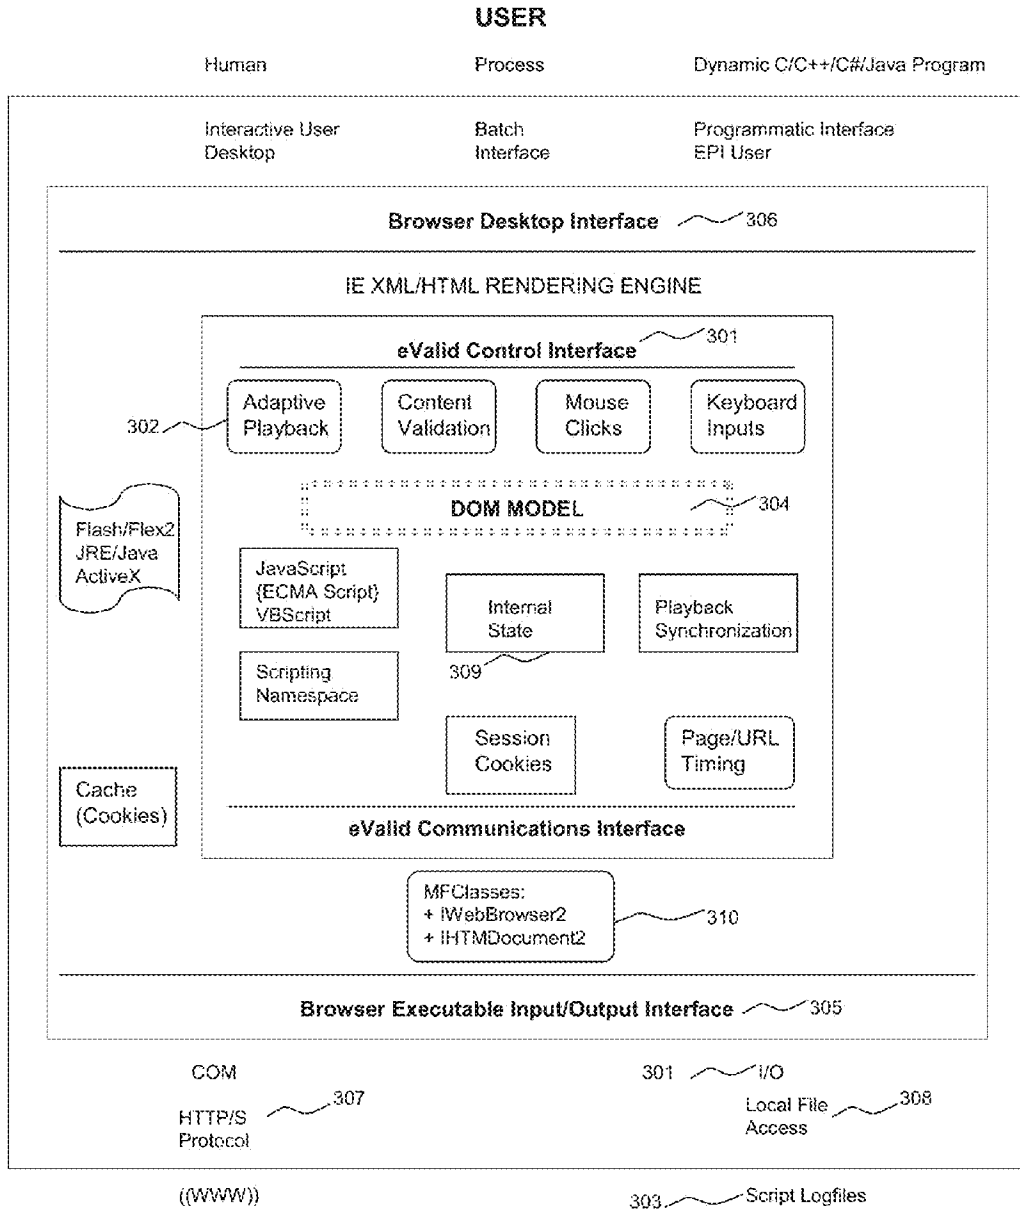 USER
Human
Process
Dynamic C/C++/C#/Java Program
Interactive User
Desktop
Batch
Interface
Programmatic Interface
EPI User
Browser Desktop Interface
306
IE XML/HTML RENDERING ENGINE
301
eValid Control Interface
302
Adaptive
Playback
Content
Validation
Mouse
Clicks
Keyboard
Inputs
DOM MODEL
304
Flash/Flex2
JRE/Java
ActiveX
JavaScript
{ECMA Script}
VBScript
Internal
State
309
Playback
Synchronization
Scripting
Namespace
Session
Cookies
Page/URL
Timing
Cache
(Cookies)
eValid Communications Interface
MFClasses:
+ IWebBrowser2
+ IHTMDocument2
310
Browser Executable Input/Output Interface
305
COM
301
I/O
HTTP/S
Protocol
307
Local File
Access
308
((WWW))
303
Script Logfiles